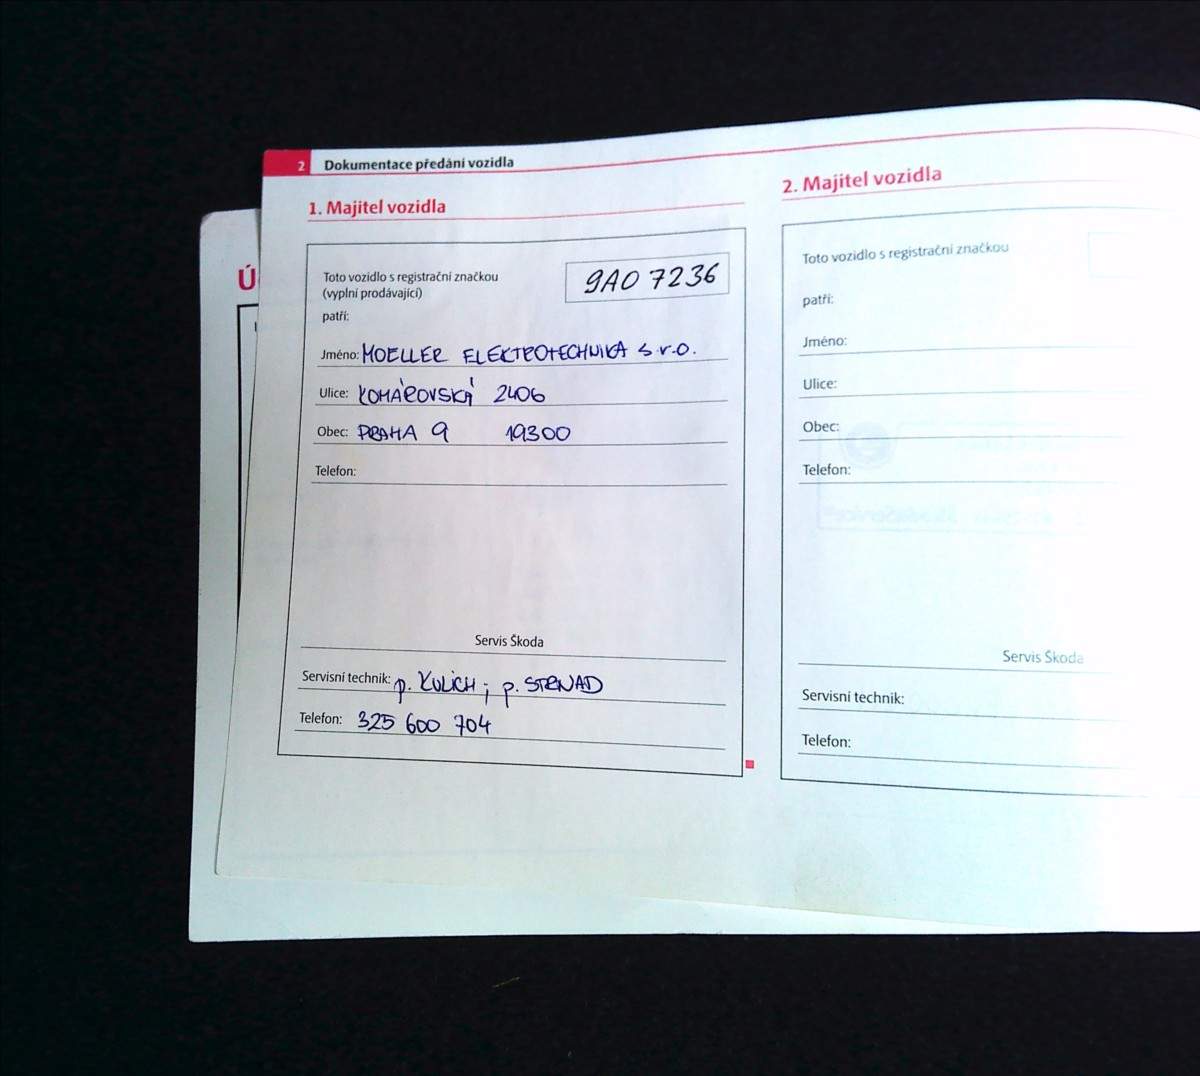 2 Dokumentace předání vozidla
1. Majitel vozidla
Toto vozidlo s registrační značkou
(vyplní prodávající)
9A0 7236
patří:
Jméno: MOELLER ELEKTROTECHNIKA s.r.o.
Ulice: KOMÁROVSKÁ 2406
Obec: PRAHA 9 19300
Telefon:
Servis Škoda
Servisní technik: p. KULICH; p. STRNAD
Telefon: 325 600 704
2. Majitel vozidla
Toto vozidlo s registrační značkou
patří:
Jméno:
Ulice:
Obec:
Telefon:
Servis Škoda
Servisní technik:
Telefon: